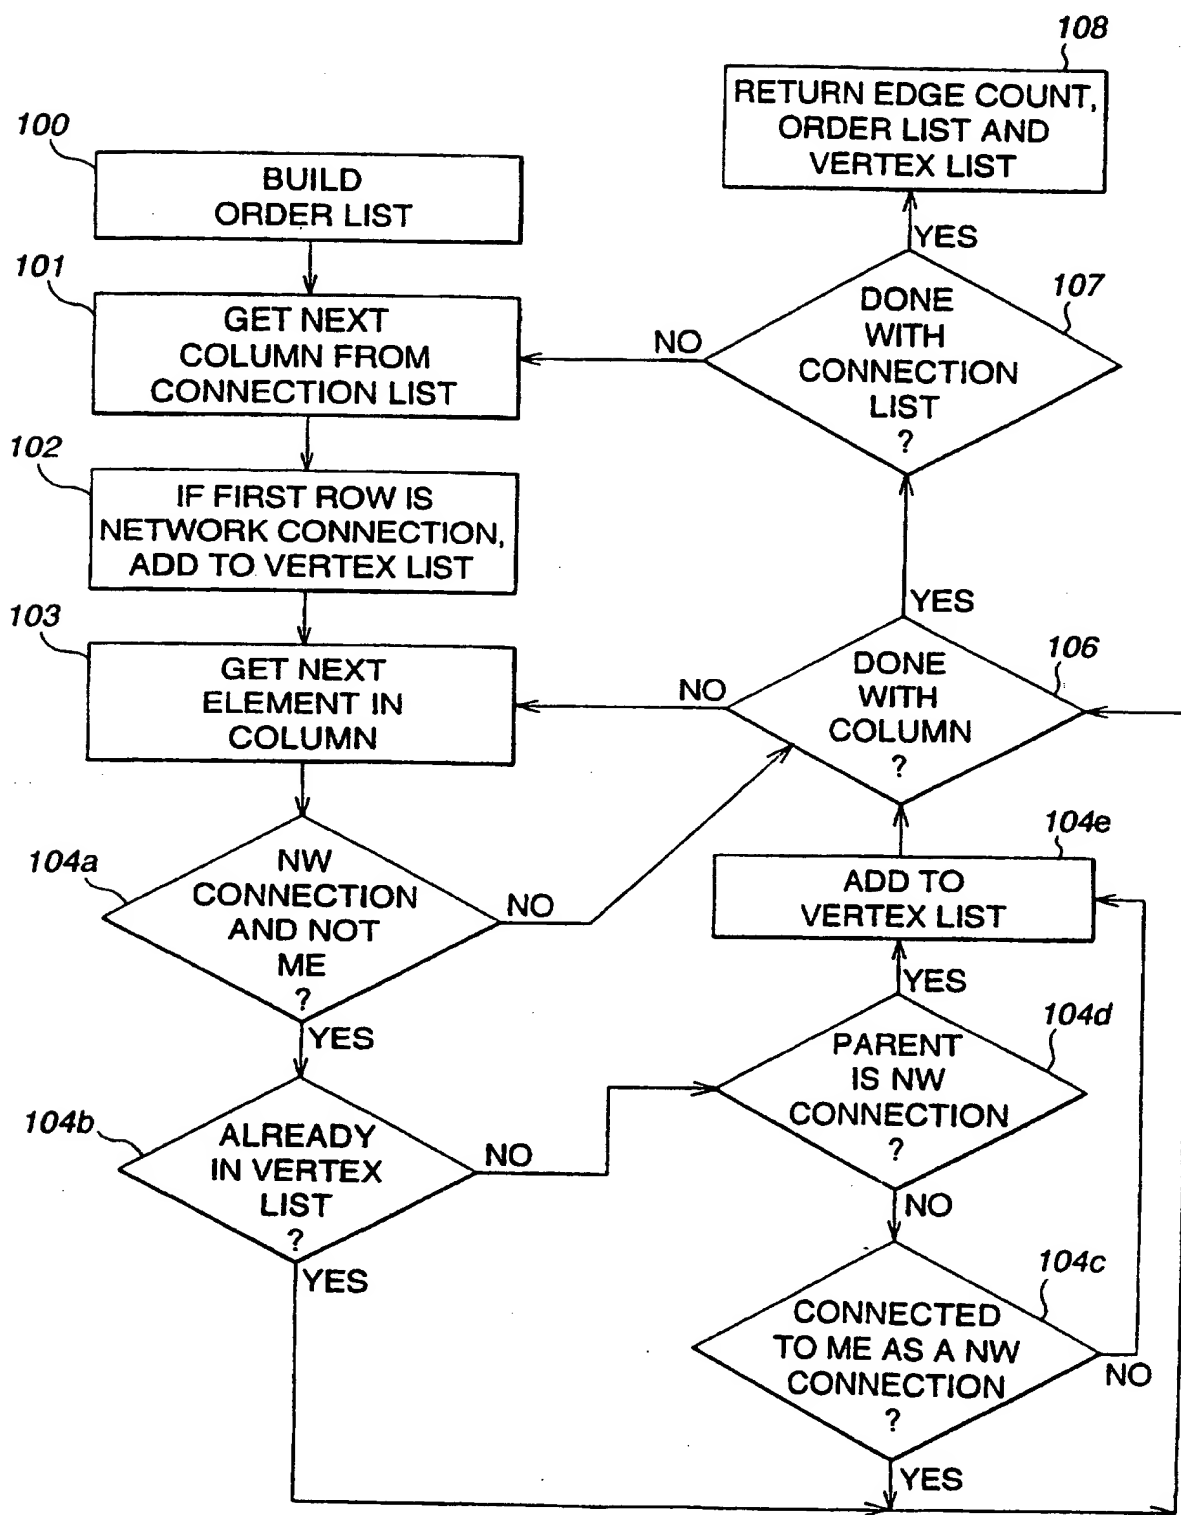 108
RETURN EDGE COUNT,
ORDER LIST AND
VERTEX LIST
100
BUILD
ORDER LIST
YES
101
GET NEXT
COLUMN FROM
CONNECTION LIST
NO
DONE
WITH
CONNECTION
LIST
?
107
102
IF FIRST ROW IS
NETWORK CONNECTION,
ADD TO VERTEX LIST
YES
103
GET NEXT
ELEMENT IN
COLUMN
NO
DONE
WITH
COLUMN
?
106
104a
NW
CONNECTION
AND NOT
ME
?
NO
YES
104e
ADD TO
VERTEX LIST
YES
104b
ALREADY
IN VERTEX
LIST
?
NO
YES
104d
PARENT
IS NW
CONNECTION
?
NO
104c
CONNECTED
TO ME AS A NW
CONNECTION
?
NO
YES